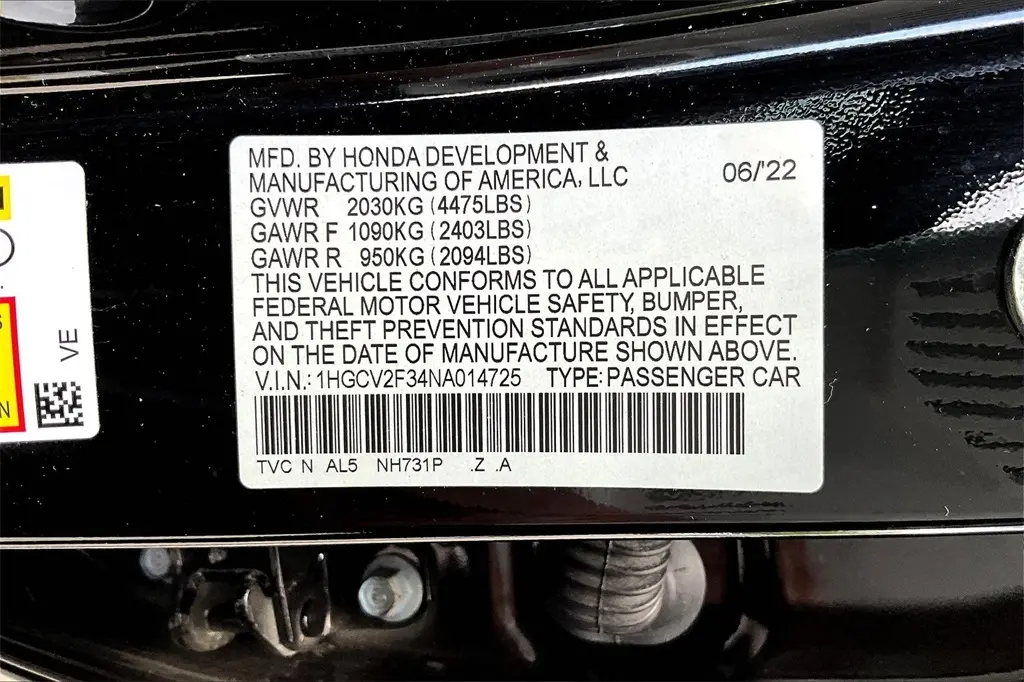 MFD. BY HONDA DEVELOPMENT &
MANUFACTURING OF AMERICA, LLC 06/'22
GVWR 2030KG (4475LBS)
GAWR F 1090KG (2403LBS)
GAWR R 950KG (2094LBS)
THIS VEHICLE CONFORMS TO ALL APPLICABLE
FEDERAL MOTOR VEHICLE SAFETY, BUMPER,
AND THEFT PREVENTION STANDARDS IN EFFECT
ON THE DATE OF MANUFACTURE SHOWN ABOVE.
V.I.N.: 1HGCV2F34NA014725 TYPE: PASSENGER CAR
TVC N AL5 NH731P .Z .A
VE